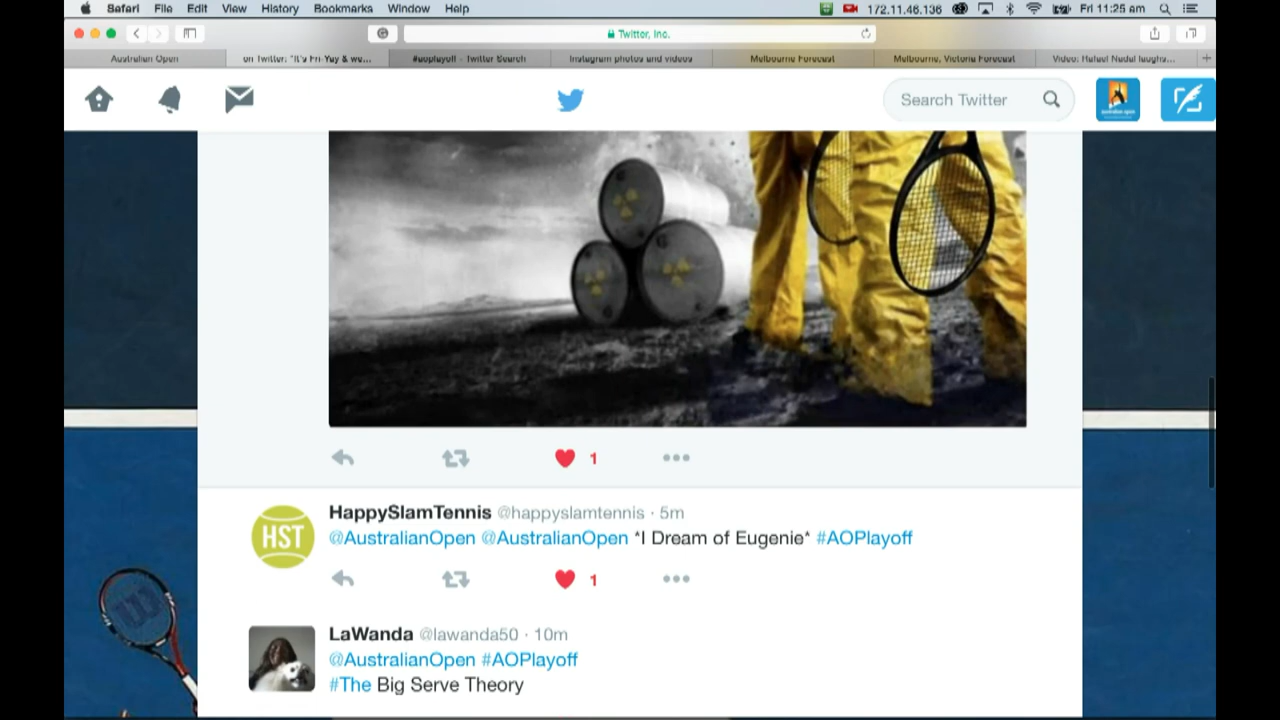 Safari File Edit View History Bookmarks Window Help 172.11.46.136 Fri 11:25 am
Twitter, Inc.
Australian Open on Twitter: "It's Fri-Yay & we... #aoplayoff - Twitter Search Instagram photos and videos Melbourne Forecast Melbourne, Victoria Forecast Video: Rafael Nadal laughs...
Search Twitter
1
HST
HappySlamTennis @happyslamtennis · 5m
@AustralianOpen @AustralianOpen *I Dream of Eugenie* #AOPlayoff
1
LaWanda @lawanda50 · 10m
@AustralianOpen #AOPlayoff
#The Big Serve Theory